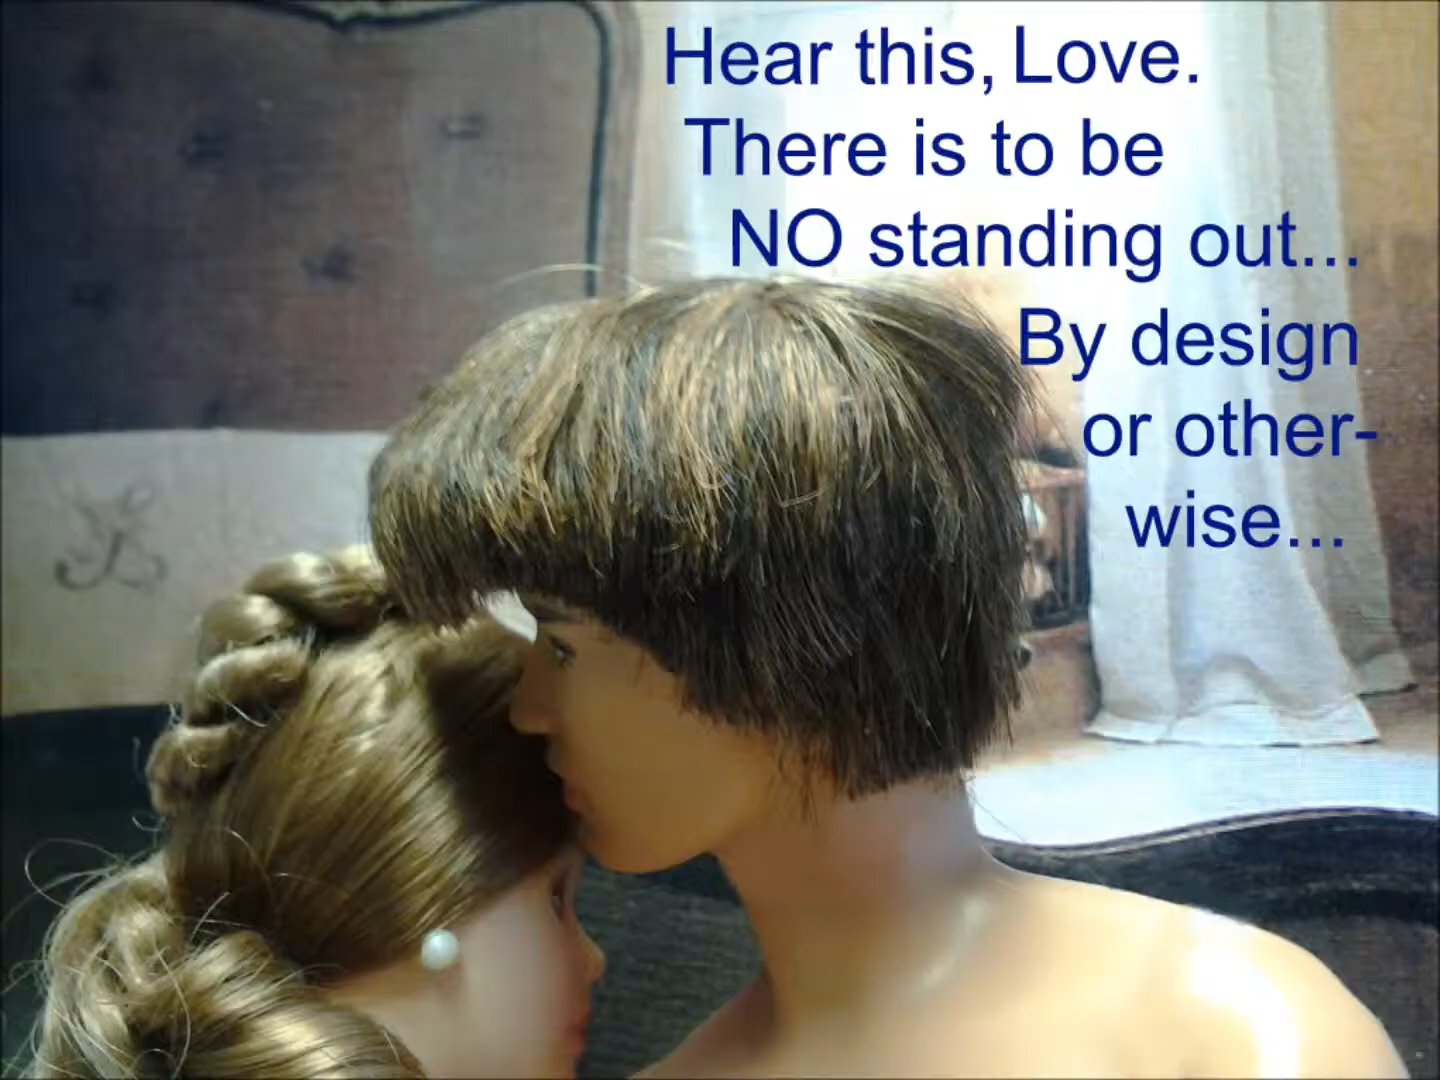 Hear this, Love.
There is to be
NO standing out...
By design
or other-
wise...